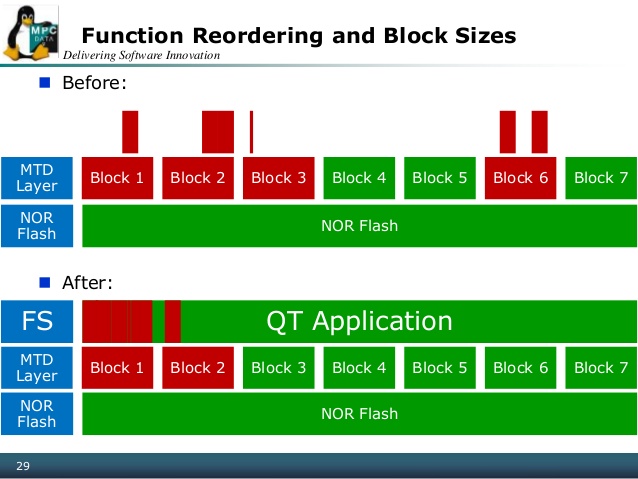 MPC
DATA
Function Reordering and Block Sizes
Delivering Software Innovation
Before:
MTD
Layer
Block 1 Block 2 Block 3 Block 4 Block 5 Block 6 Block 7
NOR
Flash
NOR Flash
After:
FS
QT Application
MTD
Layer
Block 1 Block 2 Block 3 Block 4 Block 5 Block 6 Block 7
NOR
Flash
NOR Flash
29